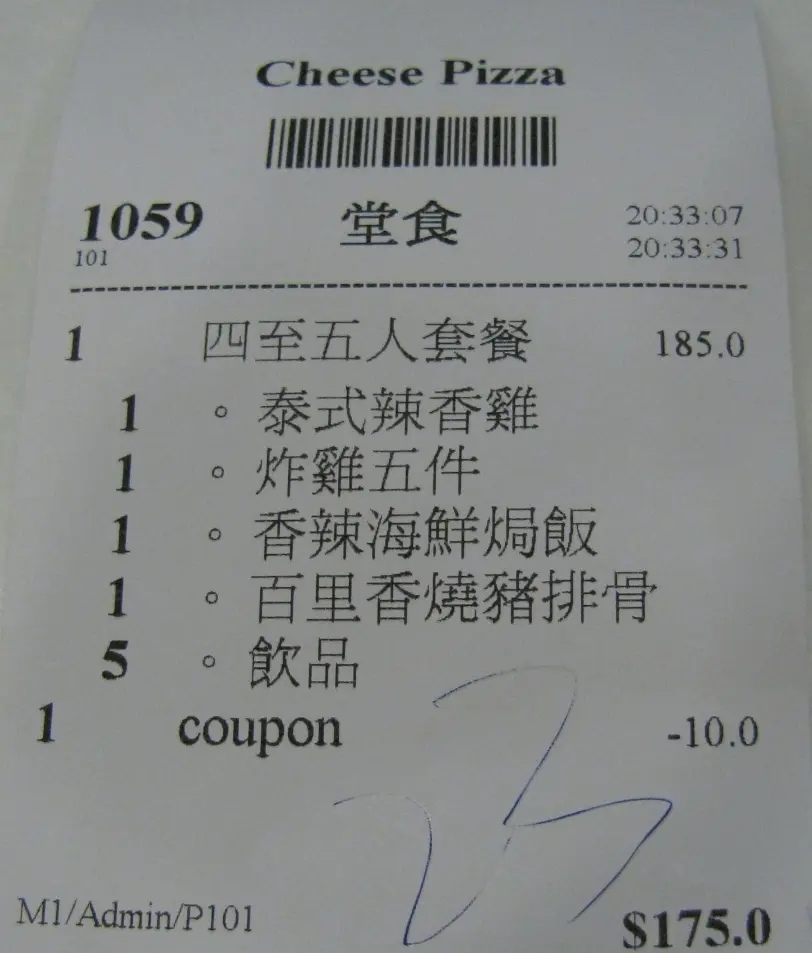 Cheese Pizza
1059 堂食 20:33:07
101 20:33:31
1 四至五人套餐 185.0
1 。泰式辣香雞
1 。炸雞五件
1 。香辣海鮮焗飯
1 。百里香燒豬排骨
5 。飲品
1 coupon -10.0
M1/Admin/P101 $175.0